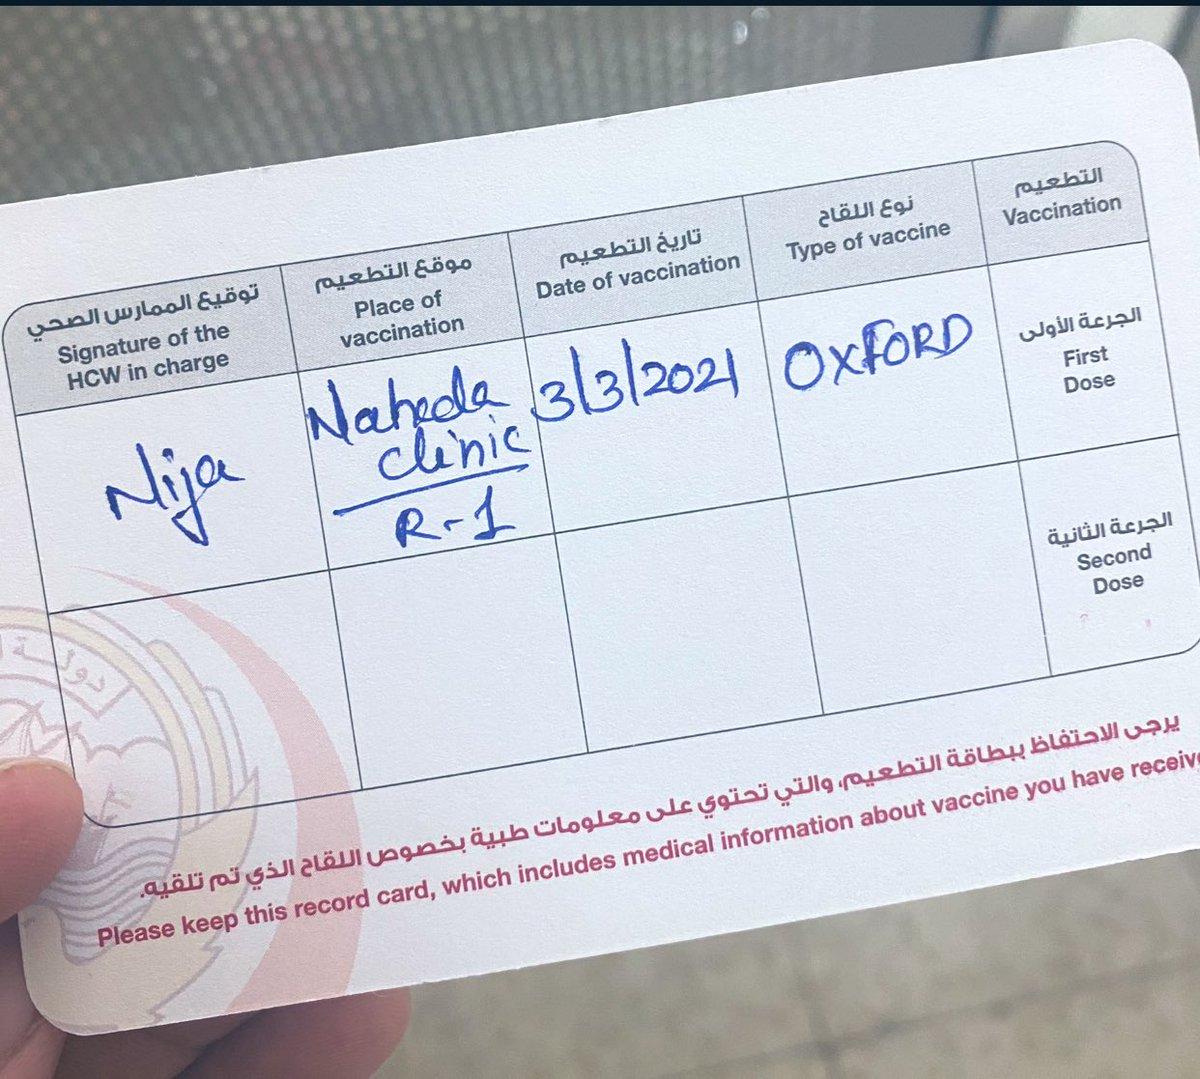 التطعيم
Vaccination
نوع اللقاح
Type of vaccine
تاريخ التطعيم
Date of vaccination
موقع التطعيم
Place of
vaccination
توقيع الممارس الصحي
Signature of the
HCW in charge
الجرعة الأولى
First
Dose
OXFORD
3/3/2021
Naheda
clinic
R-1
Nija
الجرعة الثانية
Second
Dose
يرجى الاحتفاظ ببطاقة التطعيم، والتي تحتوي على معلومات طبية بخصوص اللقاح الذي تم تلقيه.
Please keep this record card, which includes medical information about vaccine you have receive
دولة